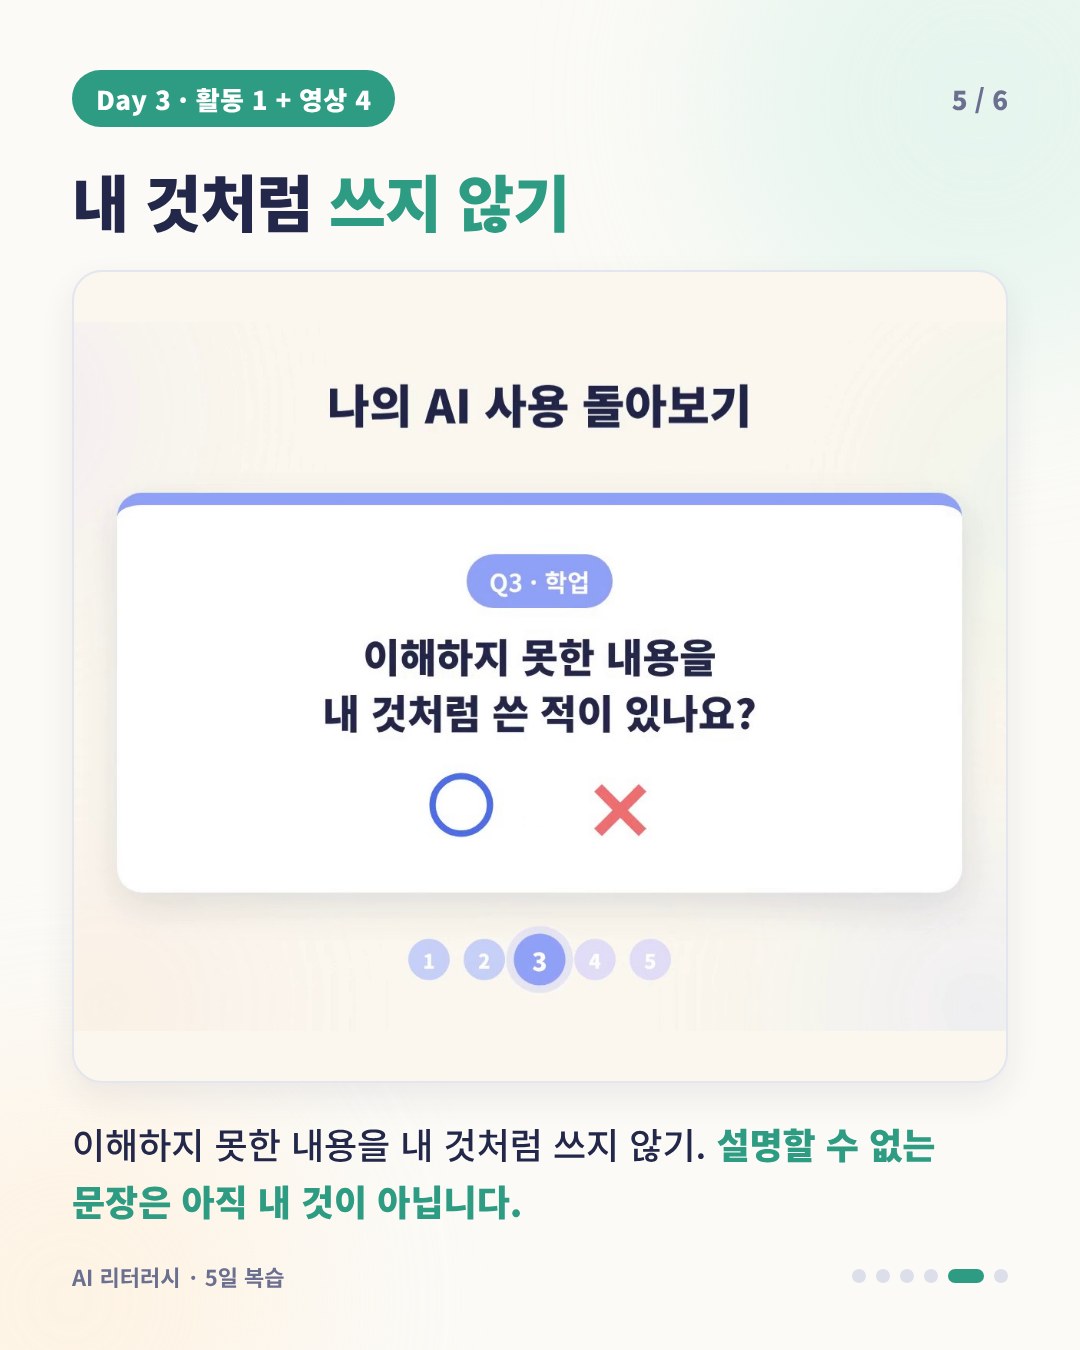 Day 3 · 활동 1 + 영상 4
5 / 6
내 것처럼 쓰지 않기
나의 AI 사용 돌아보기
Q3 · 학업
이해하지 못한 내용을
내 것처럼 쓴 적이 있나요?
1 2 3 4 5
이해하지 못한 내용을 내 것처럼 쓰지 않기. 설명할 수 없는
문장은 아직 내 것이 아닙니다.
AI 리터러시 · 5일 복습